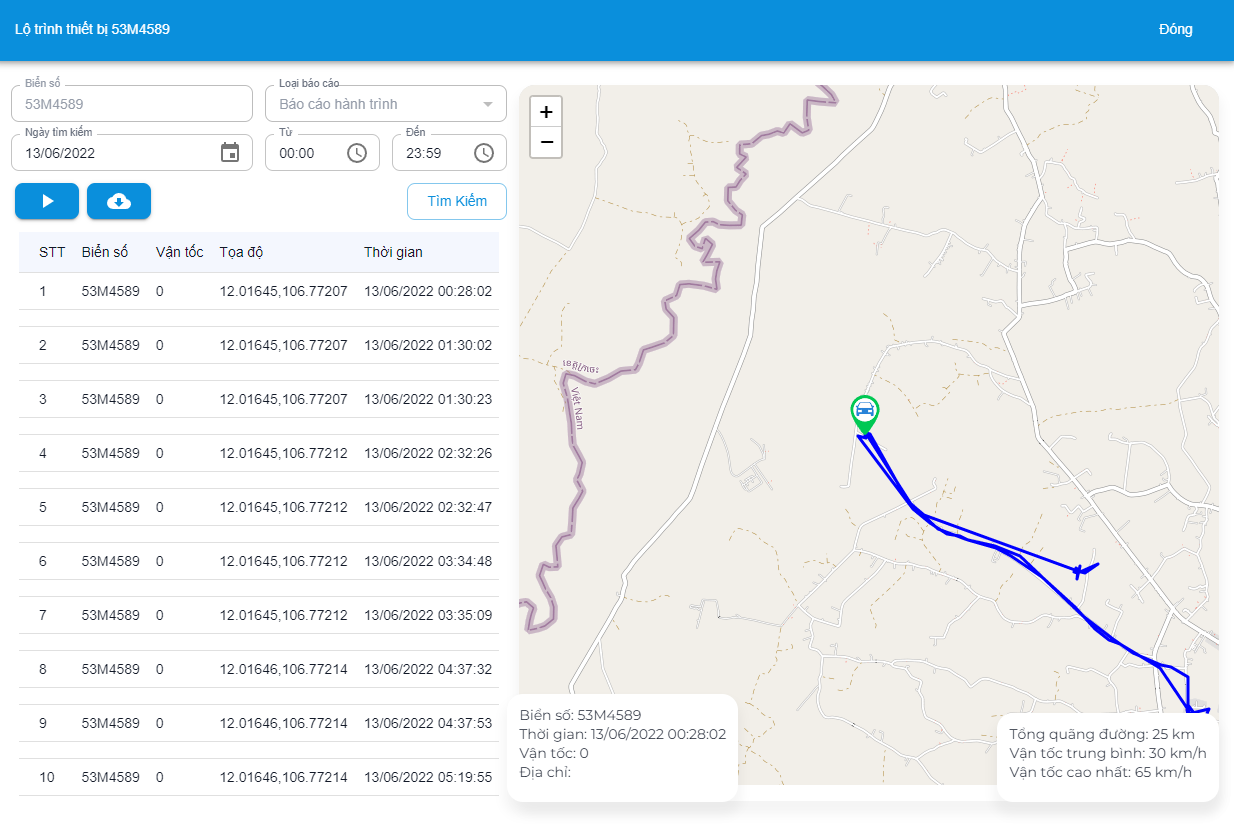 Lộ trình thiết bị 53M4589
Đóng
Biển số
53M4589
Loại báo cáo
Báo cáo hành trình
Ngày tìm kiếm
13/06/2022
Từ
00:00
Đến
23:59
Tìm Kiếm
STT Biển số Vận tốc Tọa độ Thời gian
1 53M4589 0 12.01645,106.77207 13/06/2022 00:28:02
2 53M4589 0 12.01645,106.77207 13/06/2022 01:30:02
3 53M4589 0 12.01645,106.77207 13/06/2022 01:30:23
4 53M4589 0 12.01645,106.77212 13/06/2022 02:32:26
5 53M4589 0 12.01645,106.77212 13/06/2022 02:32:47
6 53M4589 0 12.01645,106.77212 13/06/2022 03:34:48
7 53M4589 0 12.01645,106.77212 13/06/2022 03:35:09
8 53M4589 0 12.01646,106.77214 13/06/2022 04:37:32
9 53M4589 0 12.01646,106.77214 13/06/2022 04:37:53
10 53M4589 0 12.01646,106.77214 13/06/2022 05:19:55
+
−
Việt Nam
Biển số: 53M4589
Thời gian: 13/06/2022 00:28:02
Vận tốc: 0
Địa chỉ:
Tổng quãng đường: 25 km
Vận tốc trung bình: 30 km/h
Vận tốc cao nhất: 65 km/h